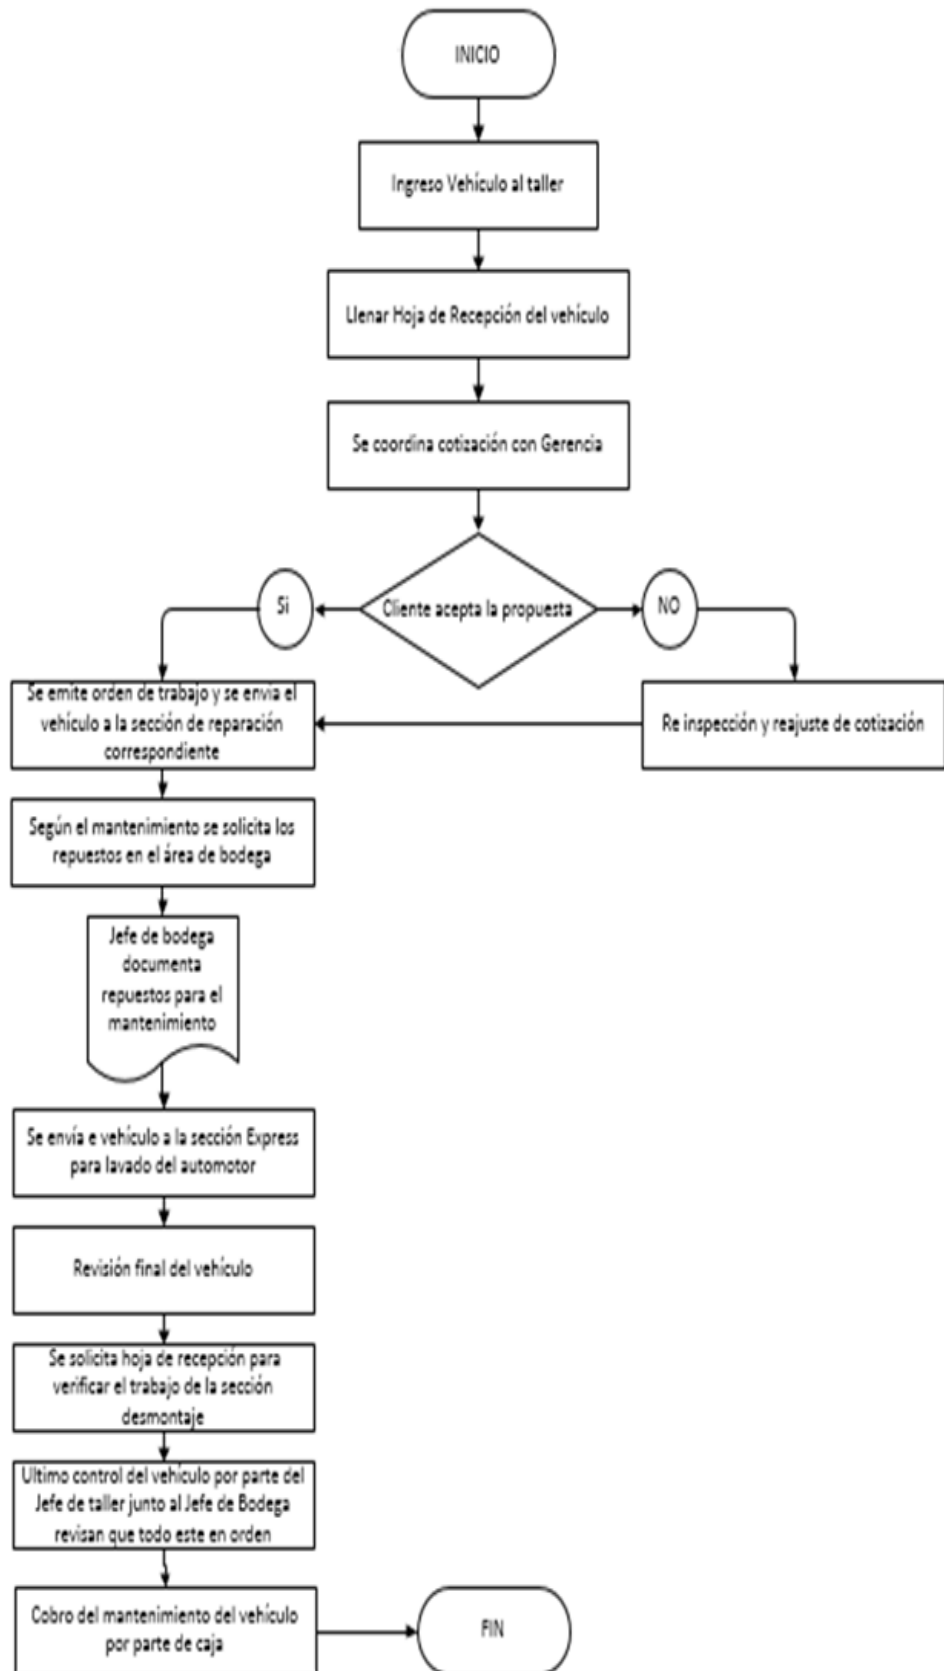 INICIO
Ingreso Vehículo al taller
Llenar Hoja de Recepción del vehículo
Se coordina cotización con Gerencia
Si
Cliente acepta la propuesta
NO
Se emite orden de trabajo y se envia el
vehículo a la sección de reparación
correspondiente
Re inspección y reajuste de cotización
Según el mantenimiento se solicita los
repuestos en el área de bodega
Jefe de bodega
documenta
repuestos para el
mantenimiento
Se envía e vehículo a la sección Express
para lavado del automotor
Revisión final del vehículo
Se solicita hoja de recepción para
verificar el trabajo de la sección
desmontaje
Ultimo control del vehículo por parte del
Jefe de taller junto al Jefe de Bodega
revisan que todo este en orden
Cobro del mantenimiento del vehículo
por parte de caja
FIN